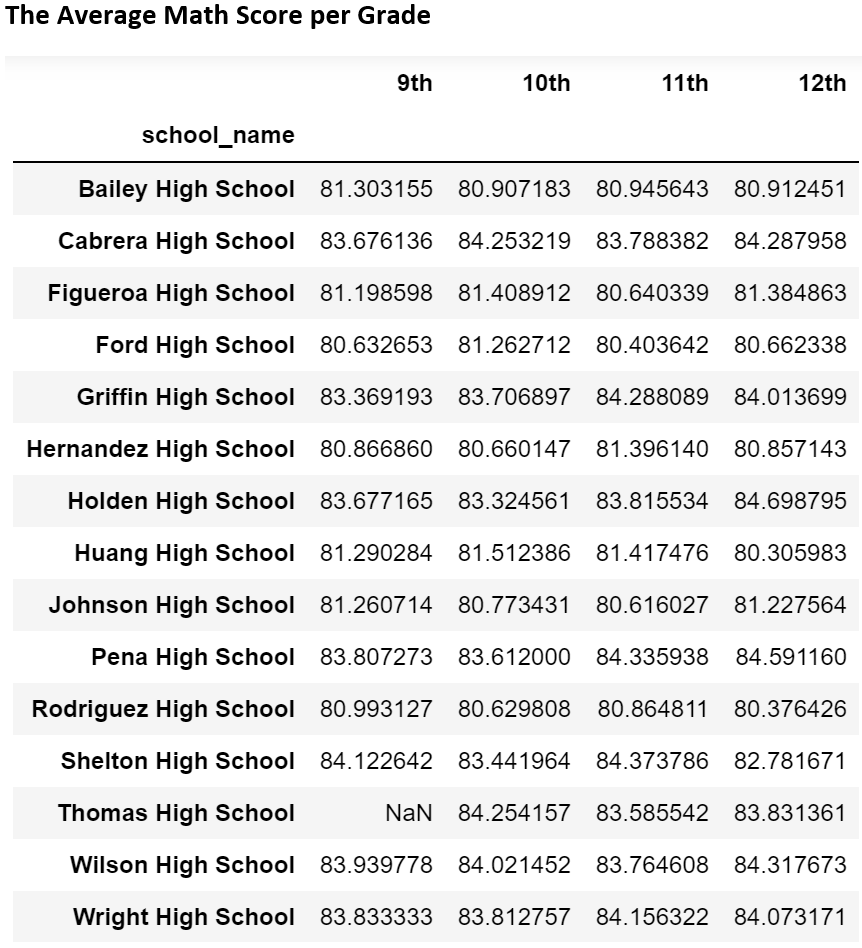 The Average Math Score per Grade
9th 10th 11th 12th
school_name
Bailey High School 81.303155 80.907183 80.945643 80.912451
Cabrera High School 83.676136 84.253219 83.788382 84.287958
Figueroa High School 81.198598 81.408912 80.640339 81.384863
Ford High School 80.632653 81.262712 80.403642 80.662338
Griffin High School 83.369193 83.706897 84.288089 84.013699
Hernandez High School 80.866860 80.660147 81.396140 80.857143
Holden High School 83.677165 83.324561 83.815534 84.698795
Huang High School 81.290284 81.512386 81.417476 80.305983
Johnson High School 81.260714 80.773431 80.616027 81.227564
Pena High School 83.807273 83.612000 84.335938 84.591160
Rodriguez High School 80.993127 80.629808 80.864811 80.376426
Shelton High School 84.122642 83.441964 84.373786 82.781671
Thomas High School NaN 84.254157 83.585542 83.831361
Wilson High School 83.939778 84.021452 83.764608 84.317673
Wright High School 83.833333 83.812757 84.156322 84.073171